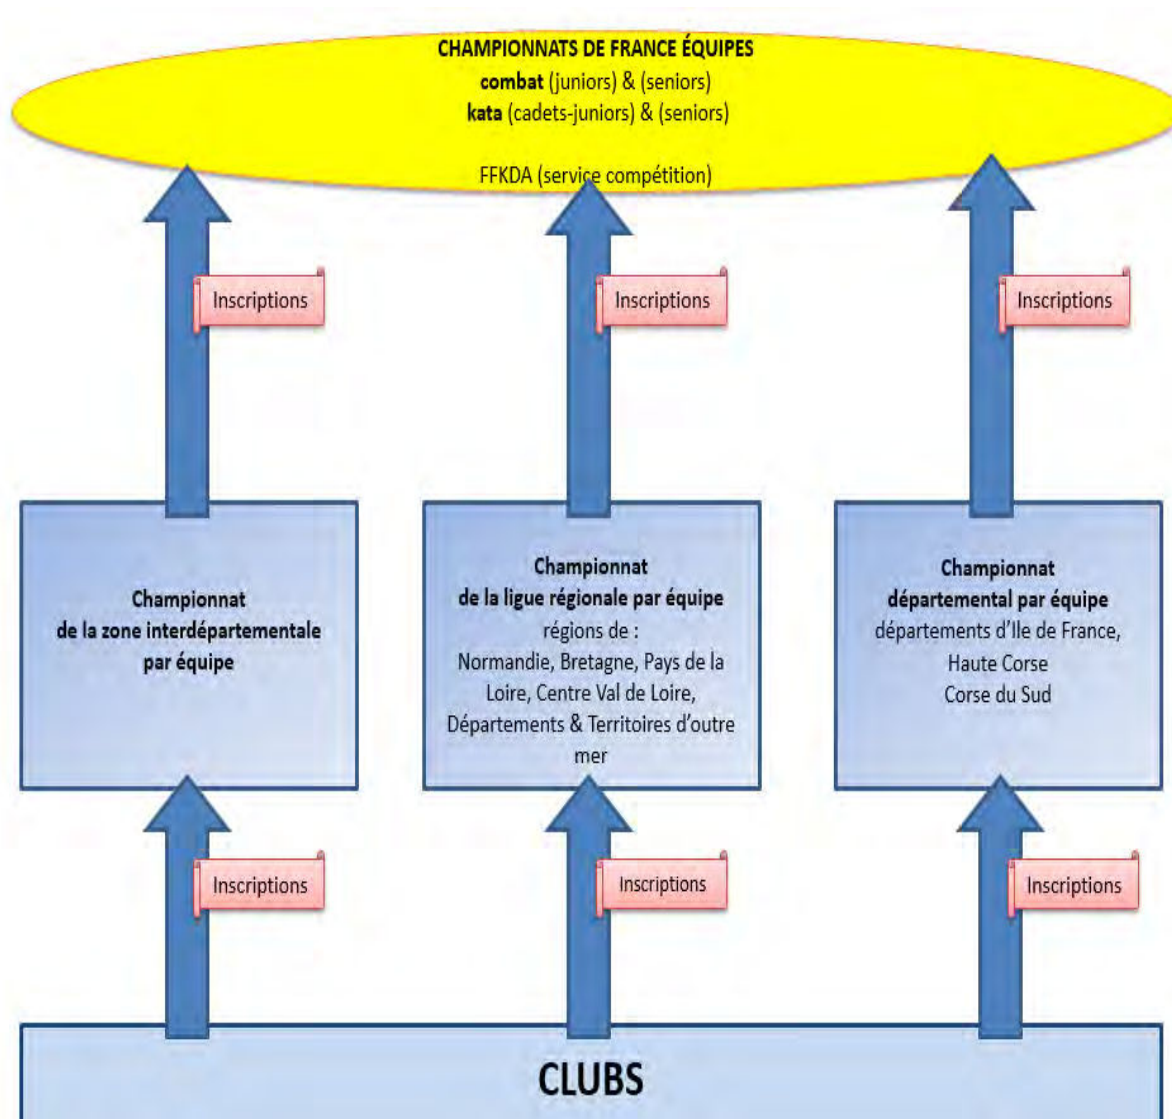 CHAMPIONNATS DE FRANCE ÉQUIPES
combat (juniors) & (seniors)
kata (cadets-juniors) & (seniors)
FFKDA (service compétition)
Inscriptions
Inscriptions
Inscriptions
Championnat
de la zone interdépartementale
par équipe
Championnat
de la ligue régionale par équipe
régions de :
Normandie, Bretagne, Pays de la
Loire, Centre Val de Loire,
Départements & Territoires d'outre
mer
Championnat
départemental par équipe
départements d'Ile de France,
Haute Corse
Corse du Sud
Inscriptions
Inscriptions
Inscriptions
CLUBS